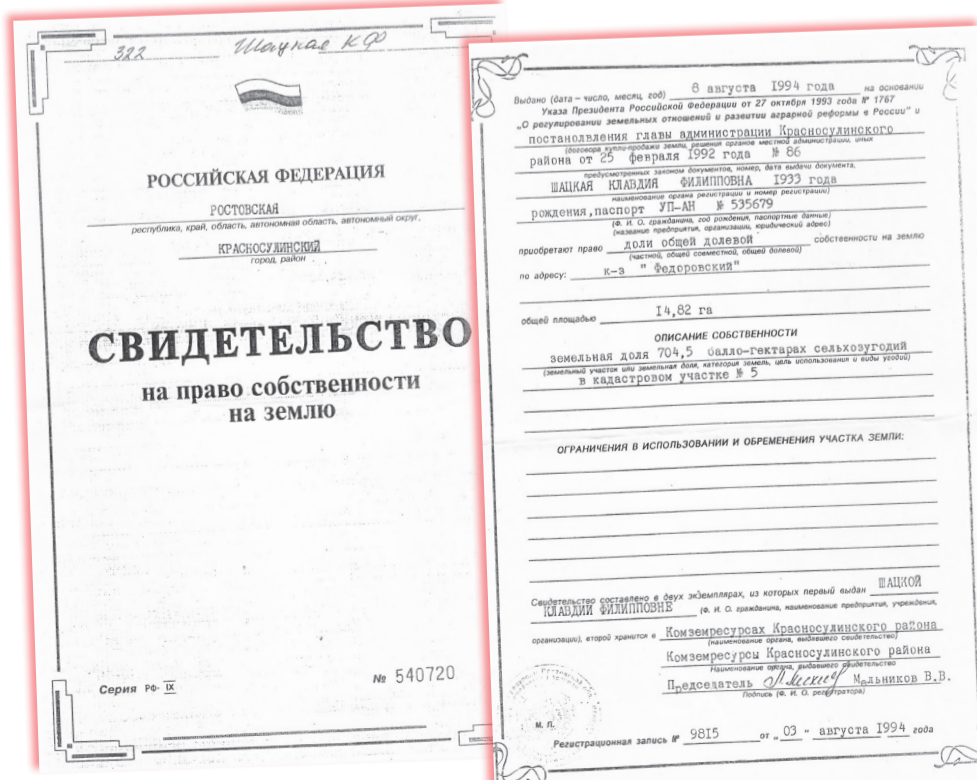 322 Шацкая К Ф
РОССИЙСКАЯ ФЕДЕРАЦИЯ
РОСТОВСКАЯ
республика, край, область, автономная область, автономный округ,
КРАСНОСУЛИНСКИЙ
город, район
СВИДЕТЕЛЬСТВО
на право собственности
на землю
Серия РФ- IX
№ 540720
Выдано (дата – число, месяц, год) 8 августа 1994 года на основании
Указа Президента Российской Федерации от 27 октября 1993 года № 1767
„О регулировании земельных отношений и развитии аграрной реформы в России" и
постанолвления главы администрации Красносулинского
(договора купли-продажи земли, решения органов местной администрации, иных
района от 25 февраля 1992 года № 86
предусмотренных законом документов, номер, дата выдачи документа,
ШАЦКАЯ КЛАВДИЯ ФИЛИППОВНА 1933 года
наименование органа регистрации и номер регистрации)
рождения,паспорт УП-АН № 535679
(Ф. И. О. гражданина, год рождения, паспортные данные)
(название предприятия, организации, юридический адрес)
приобретают право доли общей долевой собственности на землю
(частной, общей совместной, общей долевой)
по адресу: к-з " Федоровский"
общей площадью 14,82 га
ОПИСАНИЕ СОБСТВЕННОСТИ
земельная доля 704,5 балло-гектарах сельхозугодий
(земельный участок или земельная доля, категория земель, цель использования и виды угодий)
в кадастровом участке № 5
ОГРАНИЧЕНИЯ В ИСПОЛЬЗОВАНИИ И ОБРЕМЕНЕНИЯ УЧАСТКА ЗЕМЛИ:
Свидетельство составлено в двух экземплярах, из которых первый выдан ШАЦКОЙ
КЛАВДИИ ФИЛИППОВНЕ (Ф. И. О. гражданина, наименование предприятия, учреждения,
организации), второй хранится в Комземресурсах Красносулинского района
(наименование органа, выдавшего свидетельство)
Комземресурсы Красносулинского района
Наименование органа, выдавшего свидетельство
Председатель Мельников В.В.
Подпись (Ф. И. О. регистратора)
М. П.
Регистрационная запись № 9815 от „ 03 " августа 1994 года